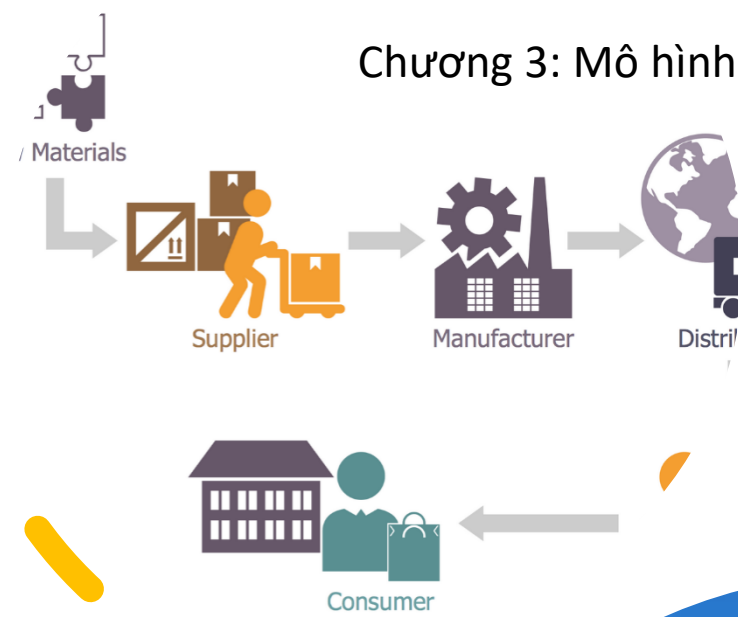 Chương 3: Mô hình
Materials
Supplier
Manufacturer
Consumer